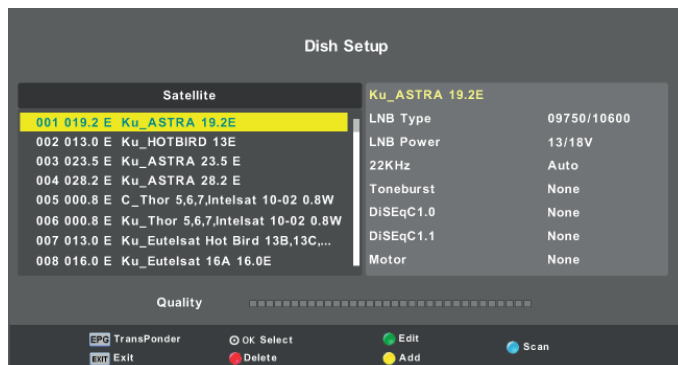 Dish Setup
Satellite
001 019.2 E Ku_ASTRA 19.2E
002 013.0 E Ku_HOTBIRD 13E
003 023.5 E Ku_ASTRA 23.5 E
004 028.2 E Ku_ASTRA 28.2 E
005 000.8 E C_Thor 5,6,7,Intelsat 10-02 0.8W
006 000.8 E Ku_Thor 5,6,7,Intelsat 10-02 0.8W
007 013.0 E Ku_Eutelsat Hot Bird 13B,13C,...
008 016.0 E Ku_Eutelsat 16A 16.0E
Ku_ASTRA 19.2E
LNB Type 09750/10600
LNB Power 13/18V
22KHz Auto
Toneburst None
DiSEqC1.0 None
DiSEqC1.1 None
Motor None
Quality
EPG TransPonder OK Select Edit Scan
EXIT Exit Delete Add